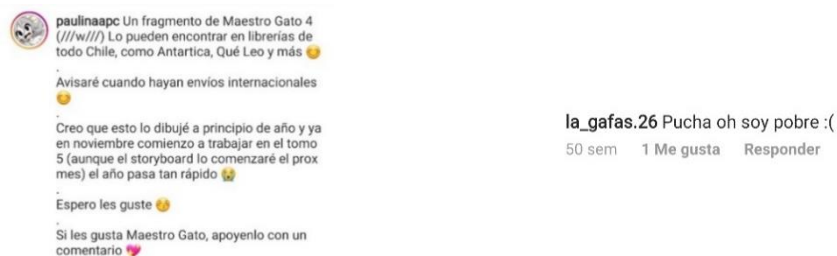 paulinaapc Un fragmento de Maestro Gato 4
(///w///) Lo pueden encontrar en librerías de
todo Chile, como Antartica, Qué Leo y más 😊
.
Avisaré cuando hayan envíos internacionales
😊
.
Creo que esto lo dibujé a principio de año y ya
en noviembre comienzo a trabajar en el tomo
5 (aunque el storyboard lo comenzaré el prox
mes) el año pasa tan rápido 😭
.
Espero les guste 😊
.
Si les gusta Maestro Gato, apoyenlo con un
comentario 💖
la_gafas.26 Pucha oh soy pobre :(
50 sem 1 Me gusta Responder